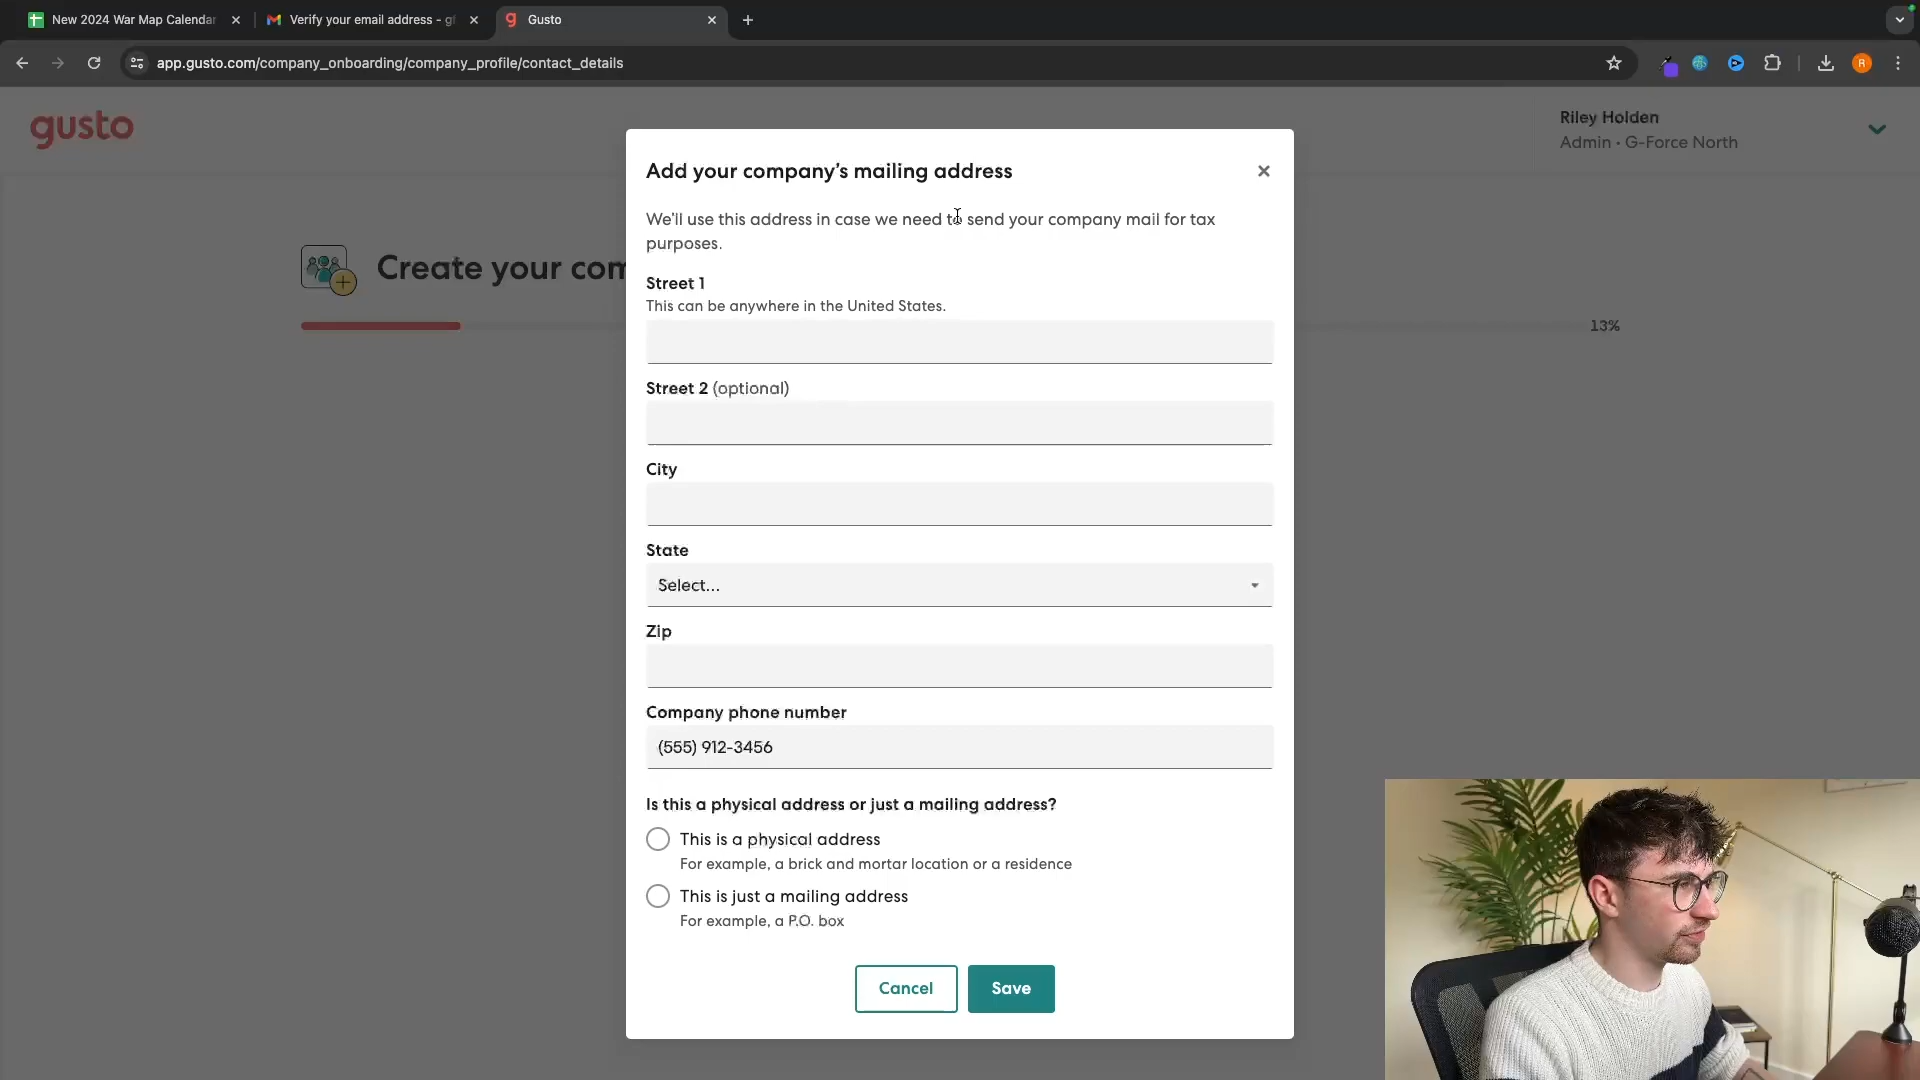 New 2024 War Map Calendar
Verify your email address - gf
Gusto
app.gusto.com/company_onboarding/company_profile/contact_details
R
gusto
Riley Holden
Admin • G-Force North
Create your com
13%
Add your company's mailing address
We'll use this address in case we need to send your company mail for tax
purposes.
Street 1
This can be anywhere in the United States.
Street 2 (optional)
City
State
Select...
Zip
Company phone number
(555) 912-3456
Is this a physical address or just a mailing address?
This is a physical address
For example, a brick and mortar location or a residence
This is just a mailing address
For example, a P.O. box
Cancel
Save